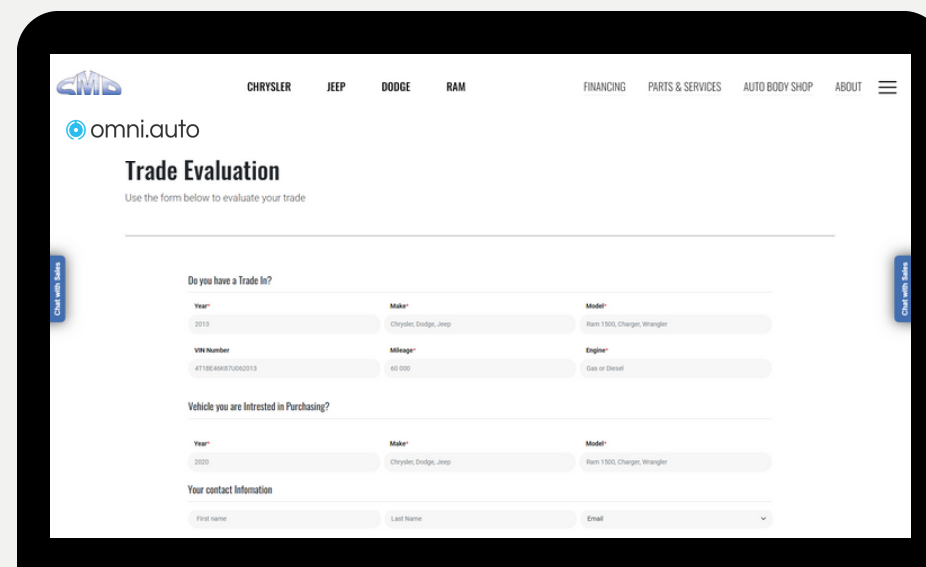 CMD
CHRYSLER JEEP DODGE RAM FINANCING PARTS & SERVICES AUTO BODY SHOP ABOUT
omni.auto
Trade Evaluation
Use the form below to evaluate your trade
Chat with Sales
Chat with Sales
Do you have a Trade In?
Year* Make* Model*
2013 Chrysler, Dodge, Jeep Ram 1500, Charger, Wrangler
VIN Number Mileage* Engine*
4T1BE46K87U062013 60 000 Gas or Diesel
Vehicle you are Intrested in Purchasing?
Year* Make* Model*
2020 Chrysler, Dodge, Jeep Ram 1500, Charger, Wrangler
Your contact Infomation
First name Last Name Email